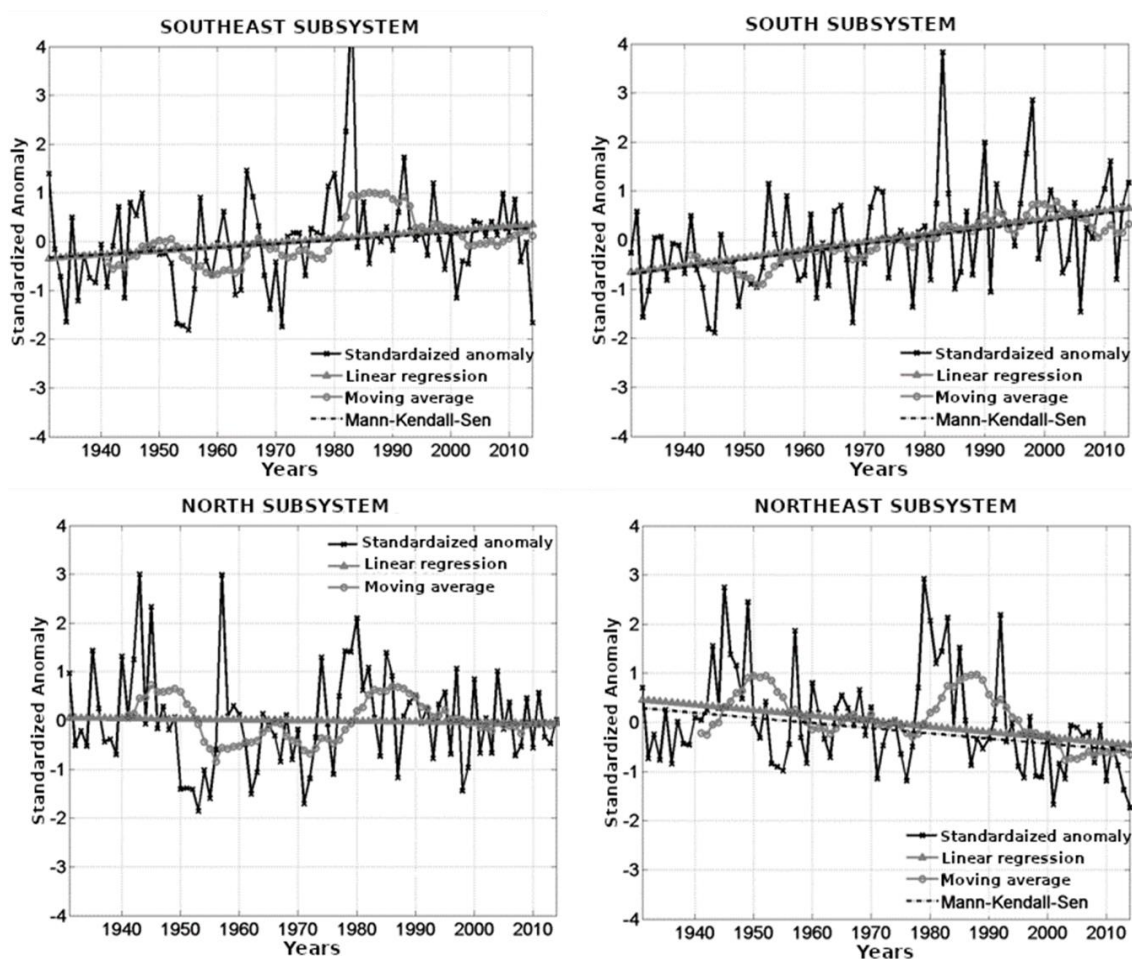 SOUTHEAST SUBSYSTEM
Standardized Anomaly
4
3
2
1
0
-1
-2
-3
-4
Standardaized anomaly
Linear regression
Moving average
Mann-Kendall-Sen
1940 1950 1960 1970 1980 1990 2000 2010
Years
SOUTH SUBSYSTEM
Standardized Anomaly
4
3
2
1
0
-1
-2
-3
-4
Standardaized anomaly
Linear regression
Moving average
Mann-Kendall-Sen
1940 1950 1960 1970 1980 1990 2000 2010
Years
NORTH SUBSYSTEM
Standardized Anomaly
4
3
2
1
0
-1
-2
-3
-4
Standardaized anomaly
Linear regression
Moving average
1940 1950 1960 1970 1980 1990 2000 2010
Years
NORTHEAST SUBSYSTEM
Standardized Anomaly
4
3
2
1
0
-1
-2
-3
-4
Standardaized anomaly
Linear regression
Moving average
Mann-Kendall-Sen
1940 1950 1960 1970 1980 1990 2000 2010
Years